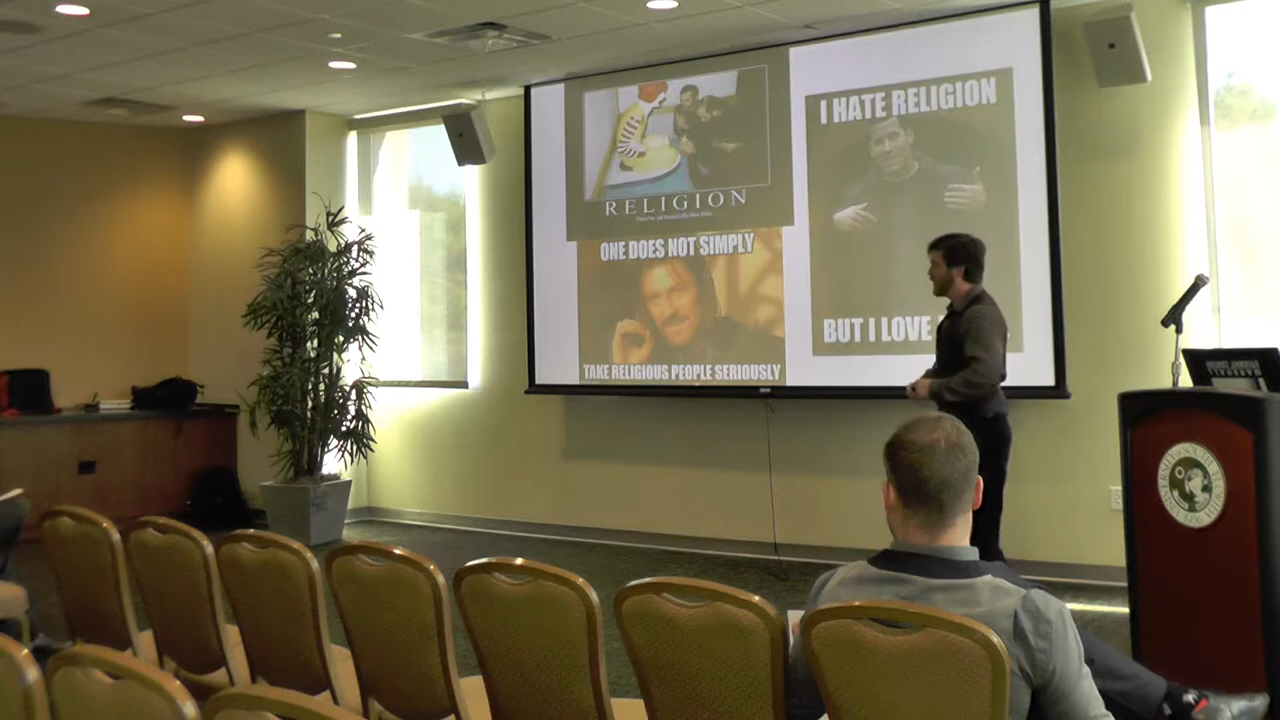 RELIGION
ONE DOES NOT SIMPLY
TAKE RELIGIOUS PEOPLE SERIOUSLY
I HATE RELIGION
BUT I LOVE